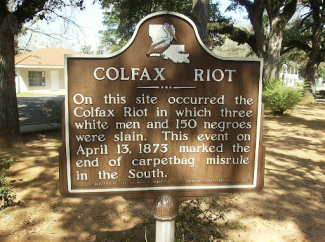 COLFAX RIOT
On this site occurred the
Colfax Riot in which three
white men and 150 negroes
were slain. This event on
April 13, 1873 marked the
end of carpetbag misrule
in the South.